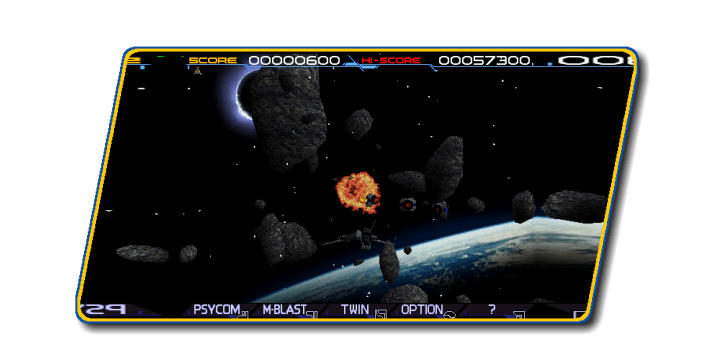 SCORE 00000600 HI-SCORE 00057300
PSYCOM M-BLAST TWIN OPTION ?